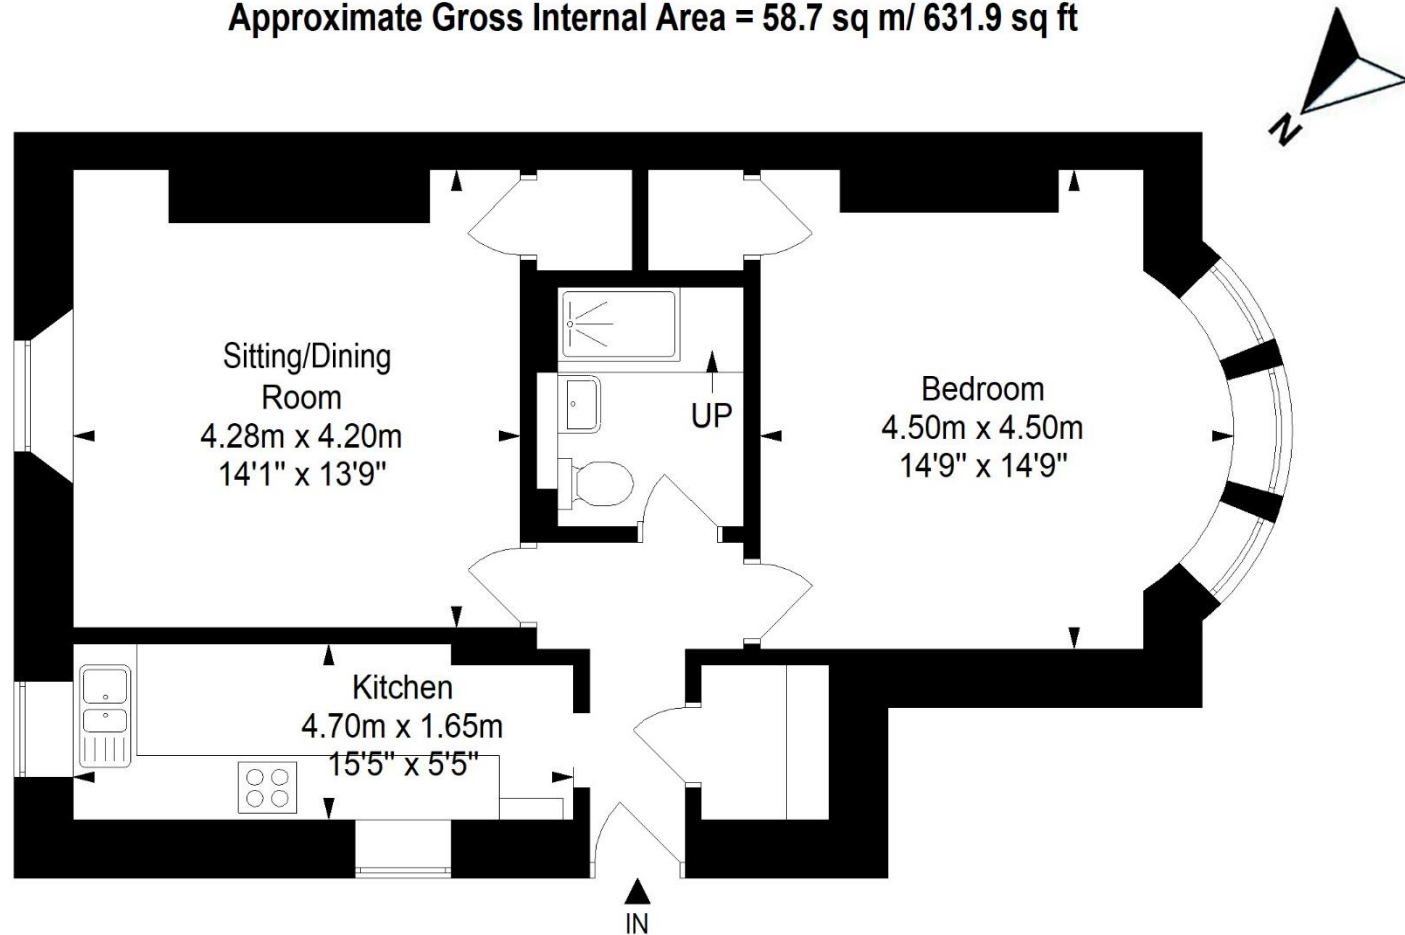 Approximate Gross Internal Area = 58.7 sq m/ 631.9 sq ft
N
Sitting/Dining
Room
4.28m x 4.20m
14'1" x 13'9"
UP
Bedroom
4.50m x 4.50m
14'9" x 14'9"
Kitchen
4.70m x 1.65m
15'5" x 5'5"
IN